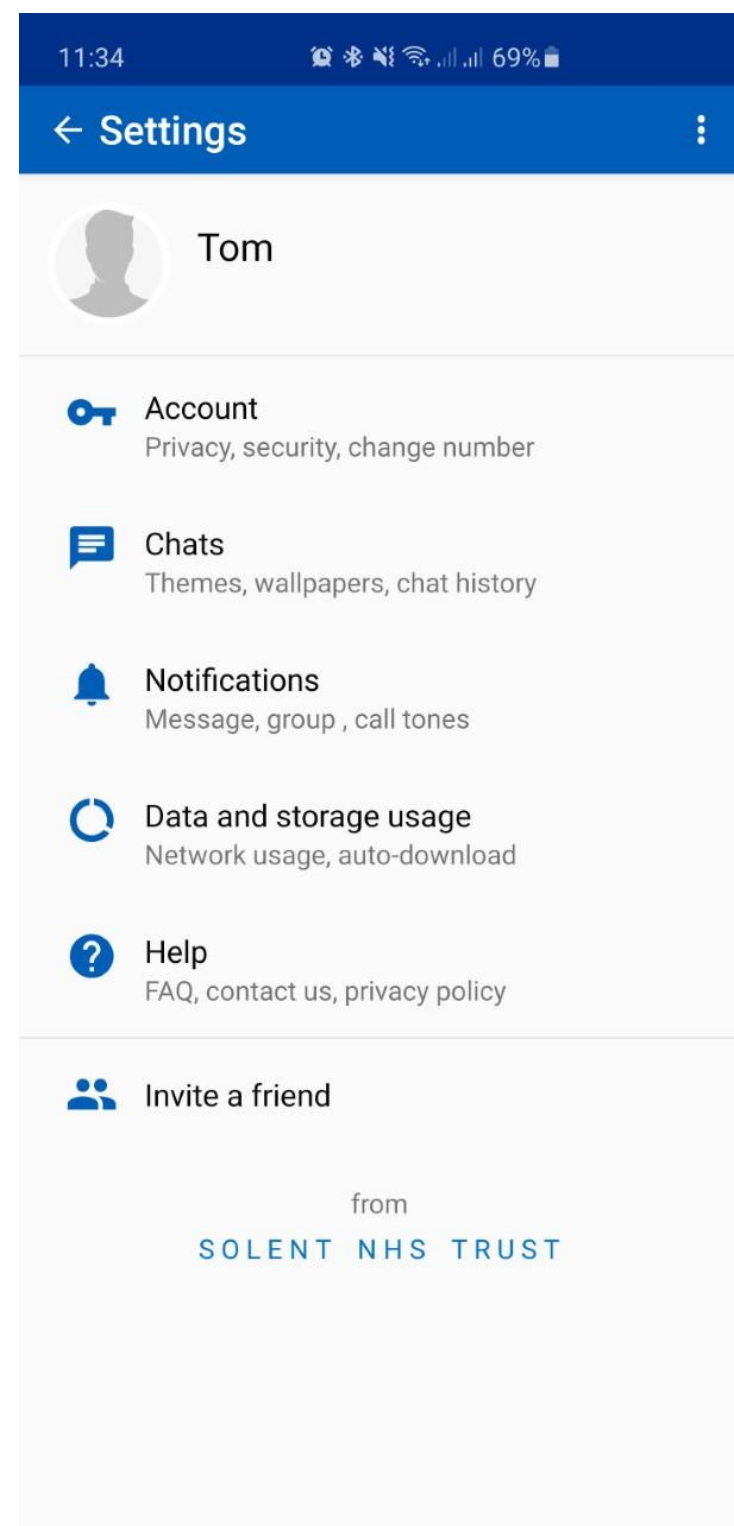 11:34
69%
Settings
Tom
Account
Privacy, security, change number
Chats
Themes, wallpapers, chat history
Notifications
Message, group , call tones
Data and storage usage
Network usage, auto-download
Help
FAQ, contact us, privacy policy
Invite a friend
from
SOLENT NHS TRUST